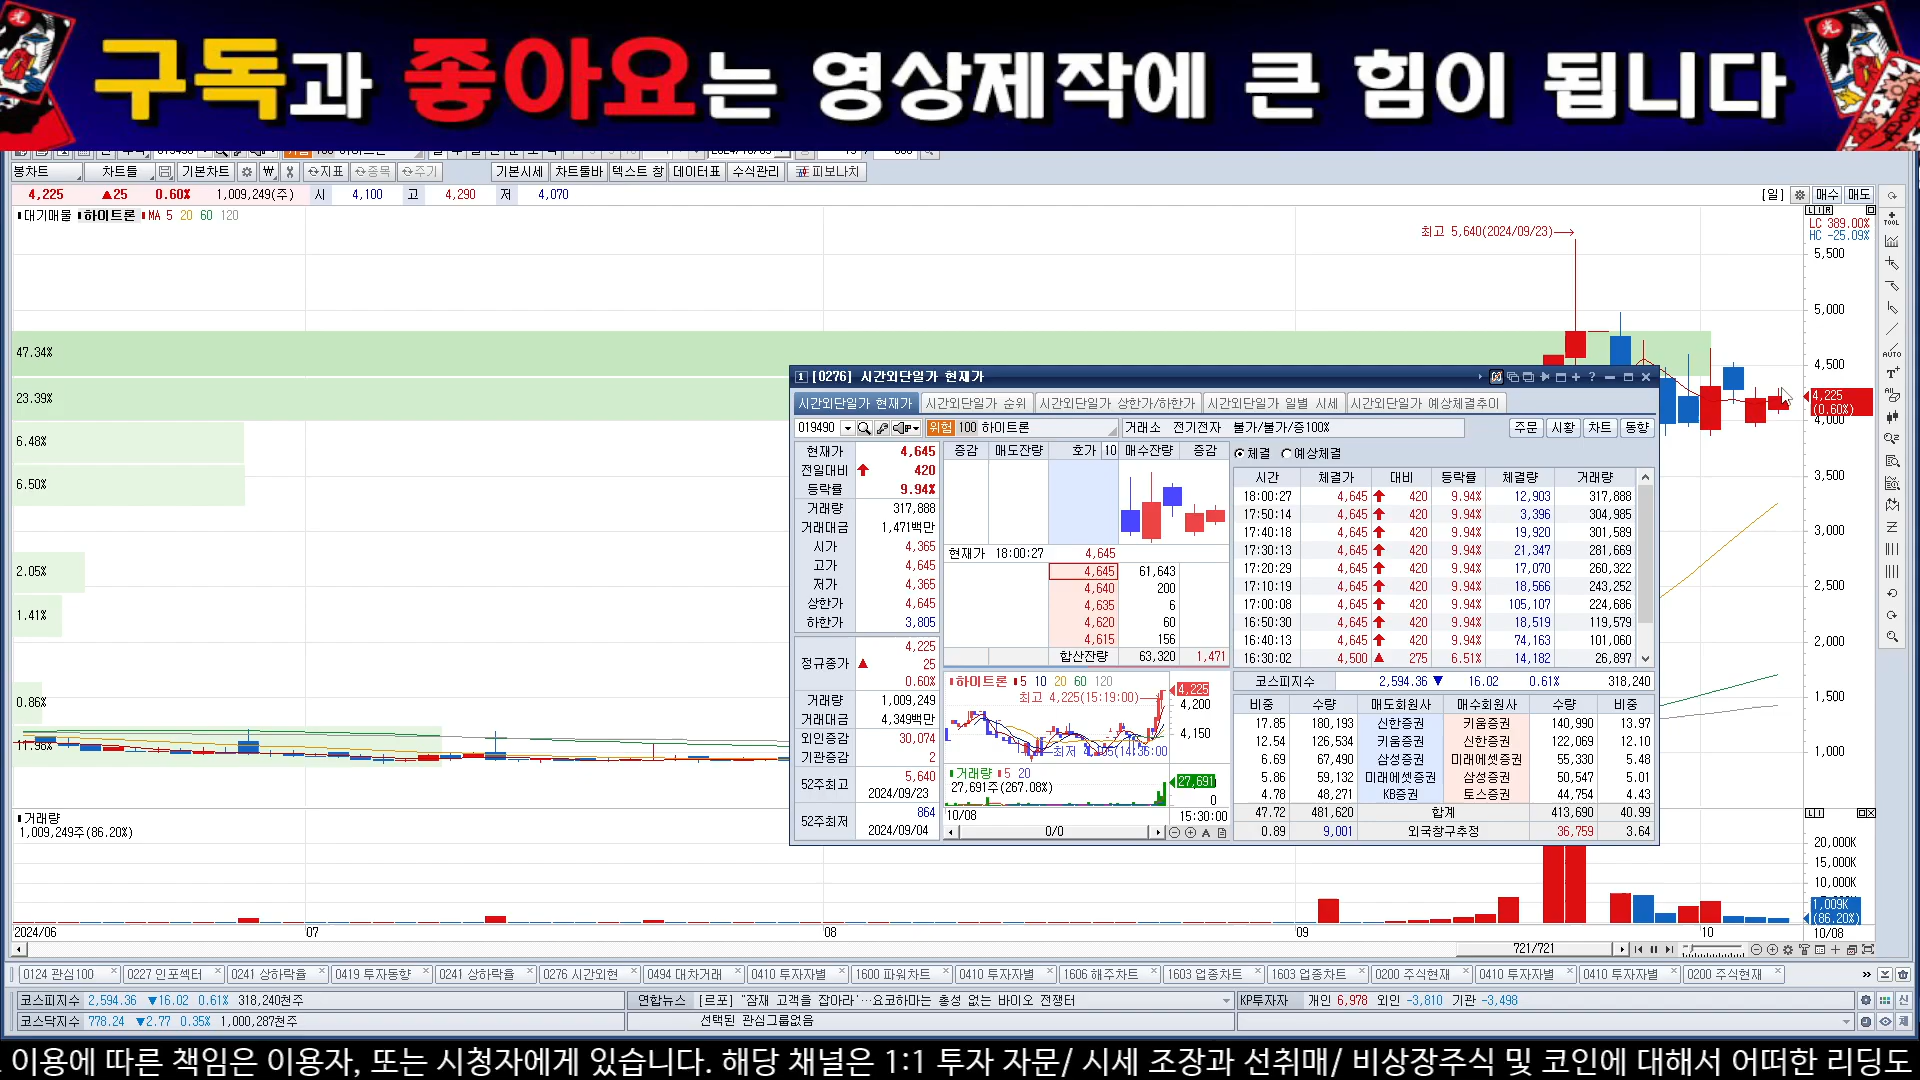 구독과 좋아요는 영상제작에 큰 힘이 됩니다
봉차트 차트틀 기본차트 지표 종목 주기 기본시세 차트툴바 텍스트 창 데이터표 수식관리 피보나치
4,225 ▲25 0.60% 1,009,249(주) 시 4,100 고 4,290 저 4,070 [일] 매수 매도
대기매물 하이트론 MA 5 20 60 120
LC 389.00%
HC -25.09%
최고 5,640(2024/09/23)
5,500
5,000
4,500
4,225
(0.60%)
4,000
3,500
3,000
2,500
2,000
1,500
1,000
47.34%
23.39%
6.48%
6.50%
2.05%
1.41%
0.86%
11.96%
거래량
1,009,249주(86.20%)
20,000K
15,000K
10,000K
1,009K
(86.20%)
2024/06 07 08 09 10 10/08
721/721
1 [0276] 시간외단일가 현재가
시간외단일가 현재가 시간외단일가 순위 시간외단일가 상한가/하한가 시간외단일가 일별 시세 시간외단일가 예상체결추이
019490 위험 100 하이트론 거래소 전기전자 불가/불가/증100% 주문 시황 차트 동향
현재가 4,645
전일대비 420
등락률 9.94%
거래량 317,888
거래대금 1,471백만
시가 4,365
고가 4,645
저가 4,365
상한가 4,645
하한가 3,805
정규증가 4,225
▲ 25
0.60%
거래량 1,009,249
거래대금 4,349백만
외인증감 30,074
기관증감 2
52주최고 5,640
2024/09/23
52주최저 864
2024/09/04
증감 매도잔량 호가 10 매수잔량 증감
현재가 18:00:27 4,645
4,645 61,643
4,640 200
4,635 6
4,620 60
4,615 156
합산잔량 63,320 1,471
하이트론 5 10 20 60 120
최고 4,225(15:19:00)
4,225
4,200
4,150
거래량 5 20
27,691주(267.08%)
27,691
0
10/08 15:30:00
0/0
체결 예상체결
시간 체결가 대비 등락률 체결량 거래량
18:00:27 4,645 420 9.94% 12,903 317,888
17:50:14 4,645 420 9.94% 3,396 304,985
17:40:18 4,645 420 9.94% 19,920 301,589
17:30:13 4,645 420 9.94% 21,347 281,669
17:20:29 4,645 420 9.94% 17,070 260,322
17:10:19 4,645 420 9.94% 18,566 243,252
17:00:08 4,645 420 9.94% 105,107 224,686
16:50:30 4,645 420 9.94% 18,519 119,579
16:40:13 4,645 420 9.94% 74,163 101,060
16:30:02 4,500 ▲ 275 6.51% 14,182 26,897
코스피지수 2,594.36 ▼ 16.02 0.61% 318,240
비중 수량 매도회원사 매수회원사 수량 비중
17.85 180,193 신한증권 키움증권 140,990 13.97
12.54 126,534 키움증권 신한증권 122,069 12.10
6.69 67,490 삼성증권 미래에셋증권 55,330 5.48
5.86 59,132 미래에셋증권 삼성증권 50,547 5.01
4.78 48,271 KB증권 토스증권 44,754 4.43
47.72 481,620 합계 413,690 40.99
0.89 9,001 외국창구추정 36,759 3.64
0124 관심100 0227 인포섹터 0241 상하락율 0419 투자동향 0241 상하락율 0276 시간외현 0494 대차거래 0410 투자자별 1600 파워차트 0410 투자자별 1606 해주차트 1603 업종차트 1603 업종차트 0200 주식현재 0410 투자자별 0410 투자자별 0200 주식현재
코스피지수 2,594.36 ▼16.02 0.61% 318,240천주 연합뉴스 [르포] "잠재 고객을 잡아라"…요코하마는 총성 없는 바이오 전쟁터 KP투자자 개인 6,978 외인 -3,810 기관 -3,498
코스닥지수 778.24 ▼2.77 0.35% 1,000,287천주 선택된 관심그룹없음
이용에 따른 책임은 이용자, 또는 시청자에게 있습니다. 해당 채널은 1:1 투자 자문/ 시세 조장과 선취매/ 비상장주식 및 코인에 대해서 어떠한 리딩도